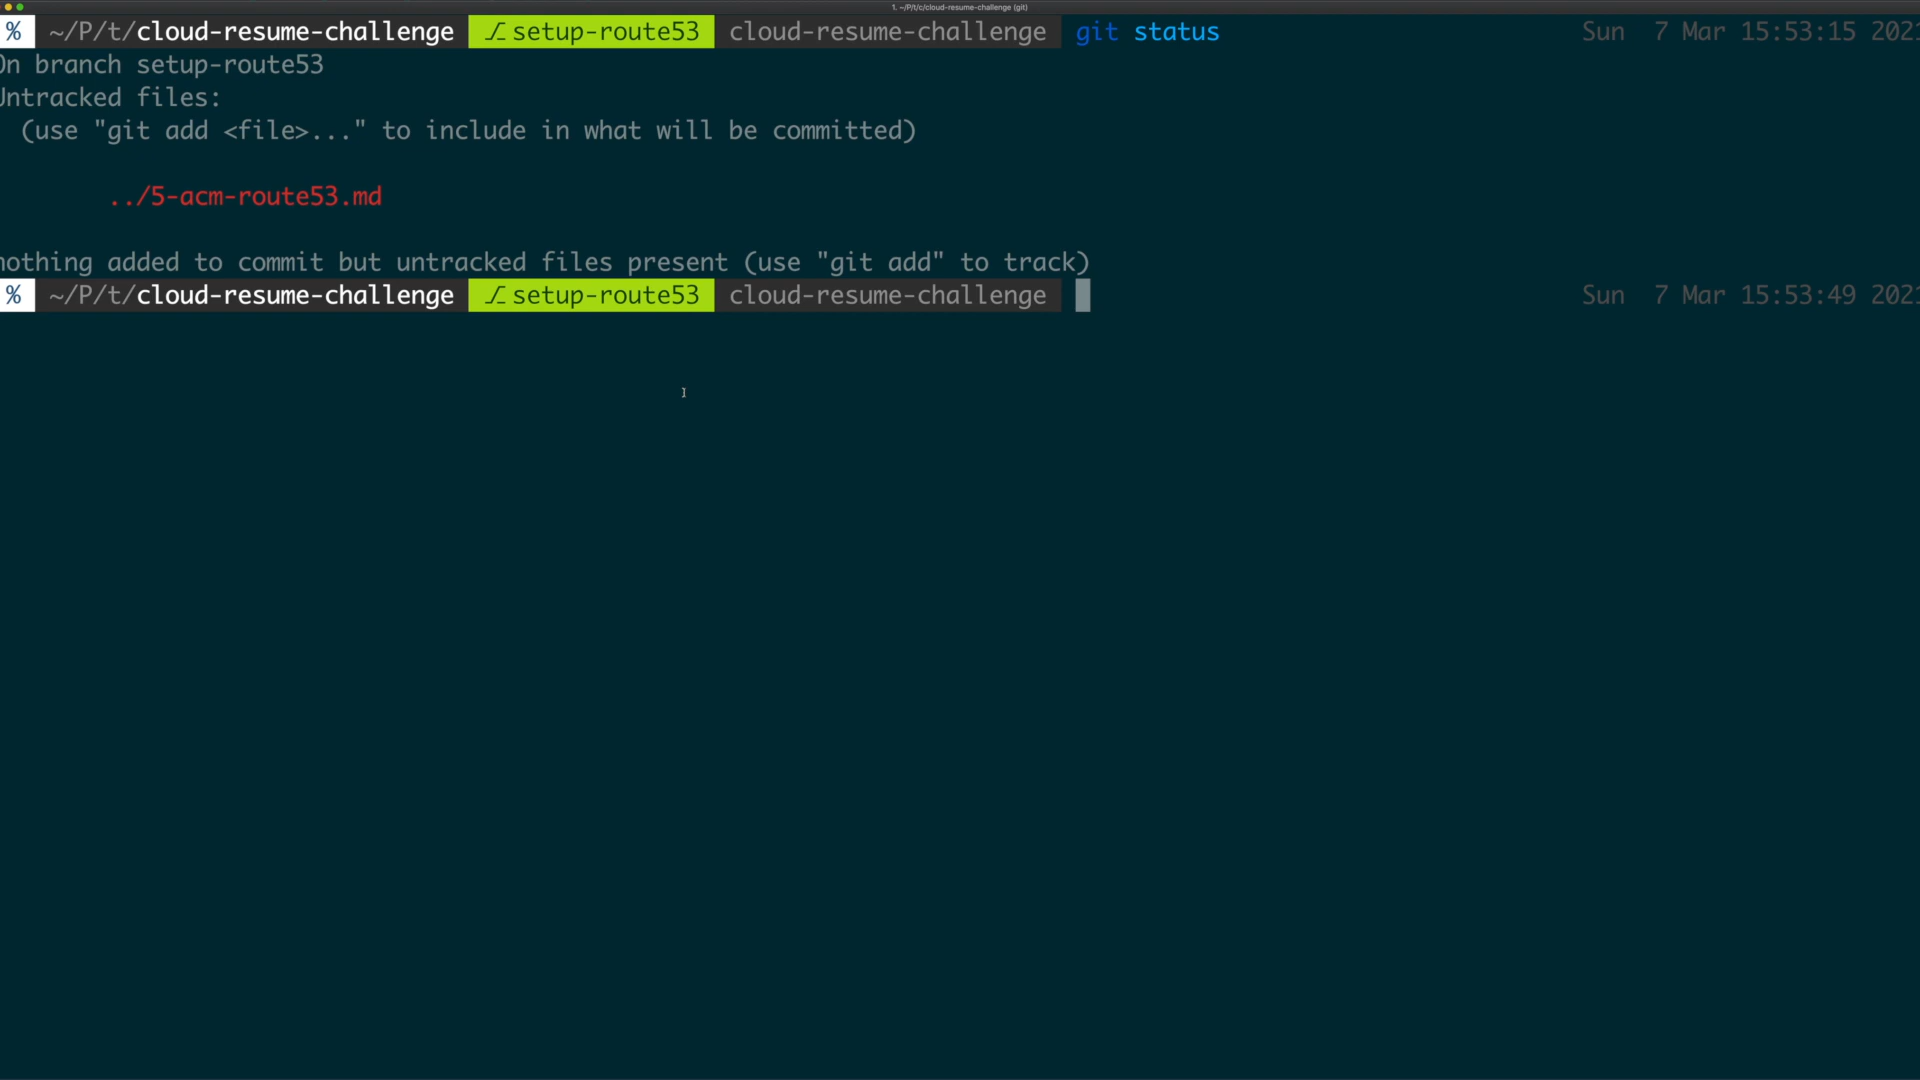 1. ~/P/t/c/cloud-resume-challenge (git)
% ~/P/t/cloud-resume-challenge setup-route53 cloud-resume-challenge git status Sun 7 Mar 15:53:15 2021
On branch setup-route53
Untracked files:
(use "git add <file>..." to include in what will be committed)
../5-acm-route53.md
nothing added to commit but untracked files present (use "git add" to track)
% ~/P/t/cloud-resume-challenge setup-route53 cloud-resume-challenge Sun 7 Mar 15:53:49 2021